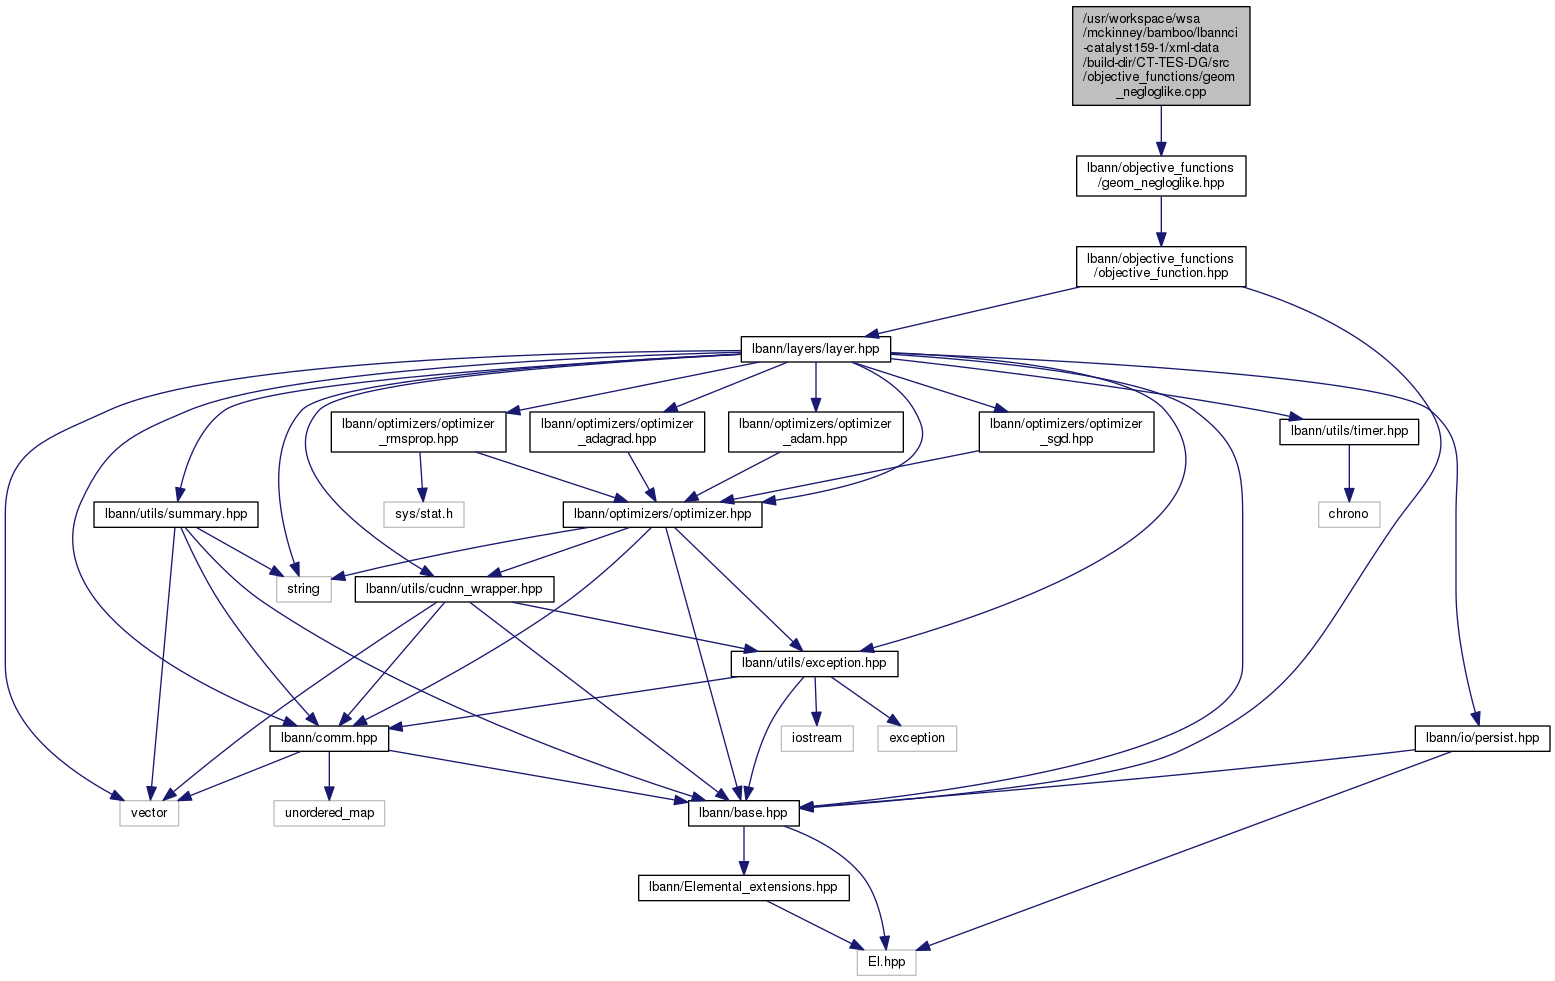 /usr/workspace/wsa
/mckinney/bamboo/lbannci
-catalyst159-1/xml-data
/build-dir/CT-TES-DG/src
/objective_functions/geom
_negloglike.cpp
lbann/objective_functions
/geom_negloglike.hpp
lbann/objective_functions
/objective_function.hpp
lbann/layers/layer.hpp
lbann/optimizers/optimizer
_rmsprop.hpp
lbann/optimizers/optimizer
_adagrad.hpp
lbann/optimizers/optimizer
_adam.hpp
lbann/optimizers/optimizer
_sgd.hpp
lbann/utils/timer.hpp
lbann/utils/summary.hpp
sys/stat.h
lbann/optimizers/optimizer.hpp
chrono
string
lbann/utils/cudnn_wrapper.hpp
lbann/utils/exception.hpp
lbann/comm.hpp
iostream
exception
lbann/io/persist.hpp
vector
unordered_map
lbann/base.hpp
lbann/Elemental_extensions.hpp
El.hpp